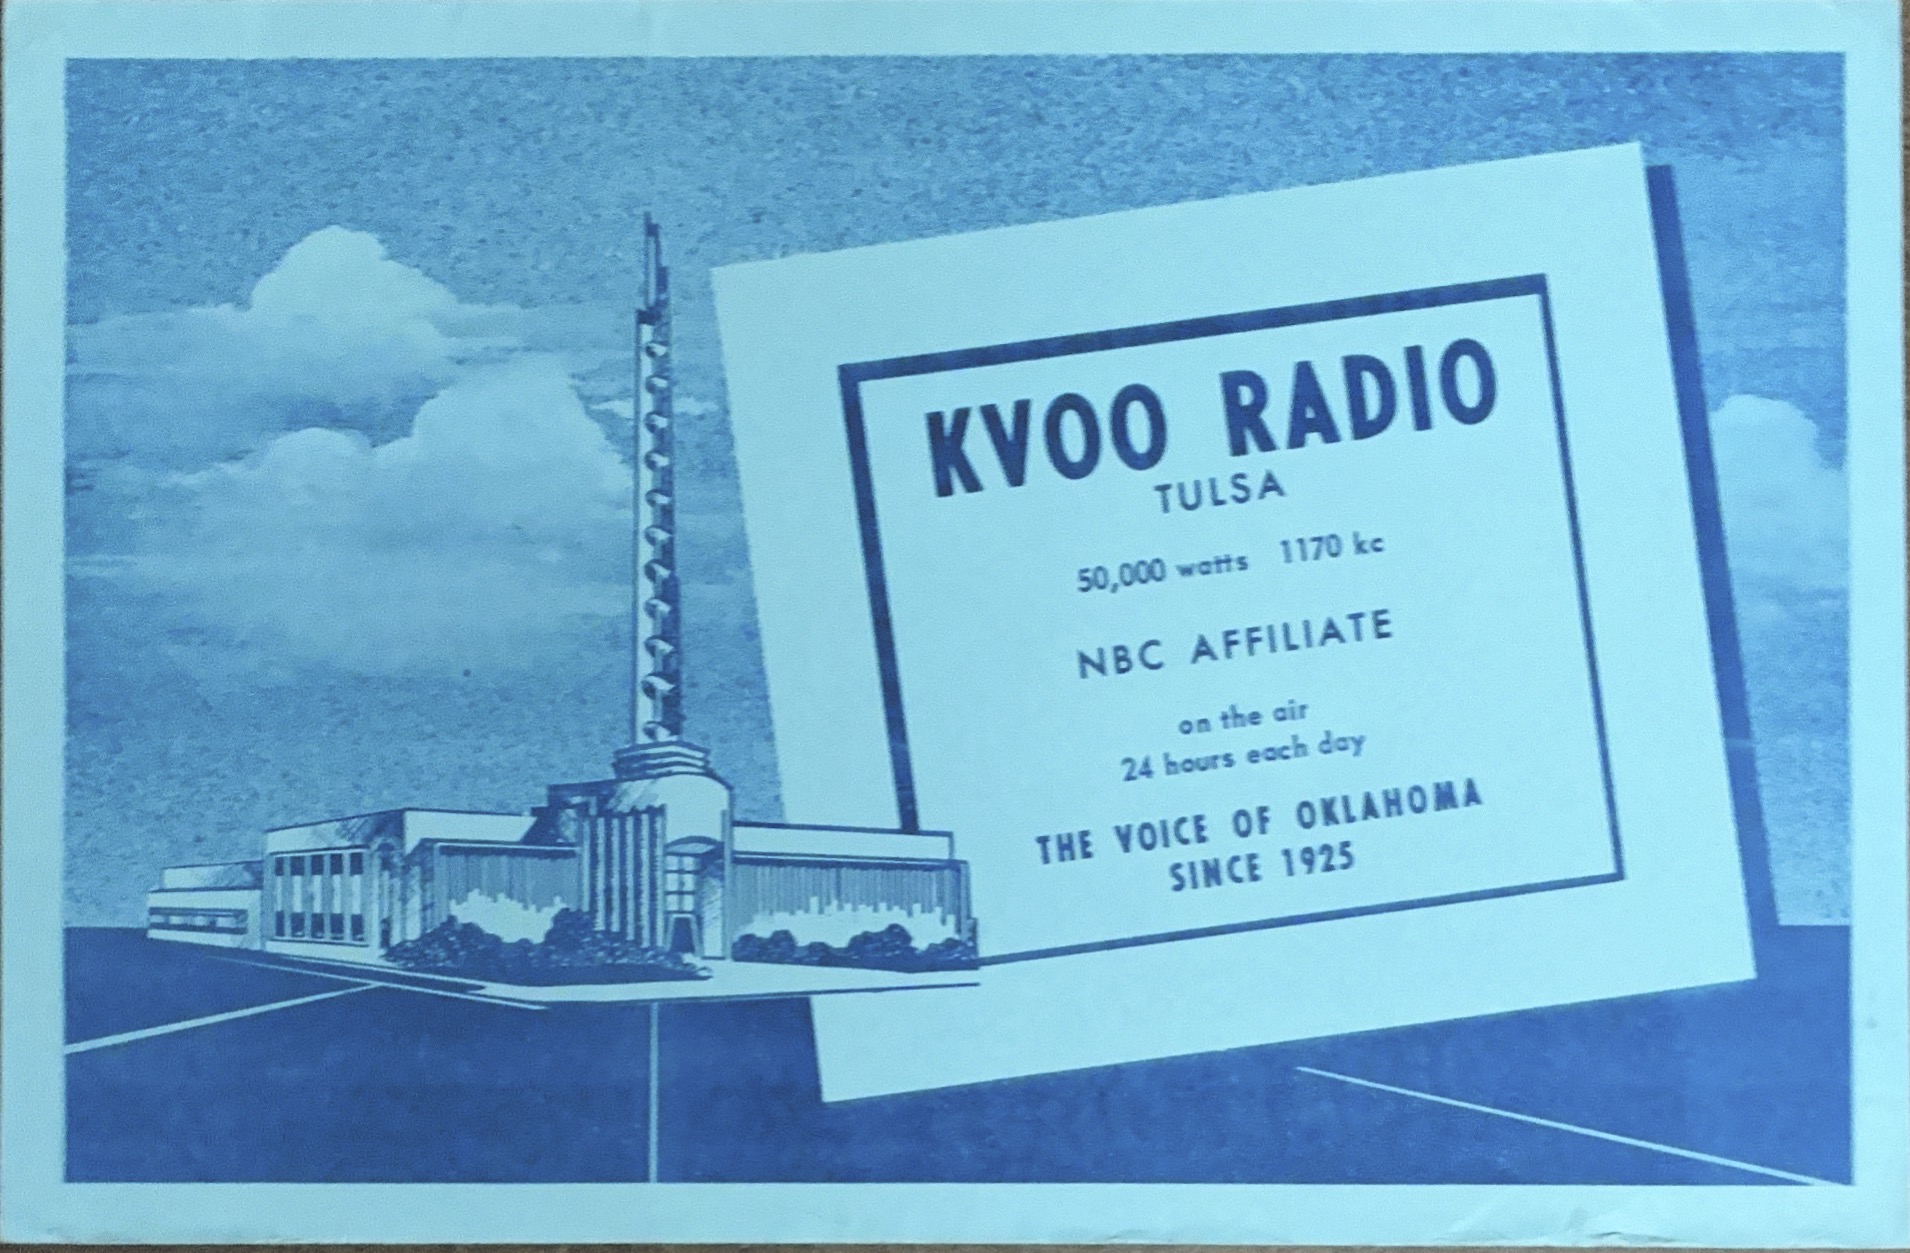 KVOO RADIO
TULSA
50,000 watts 1170 kc
NBC AFFILIATE
on the air
24 hours each day
THE VOICE OF OKLAHOMA
SINCE 1925